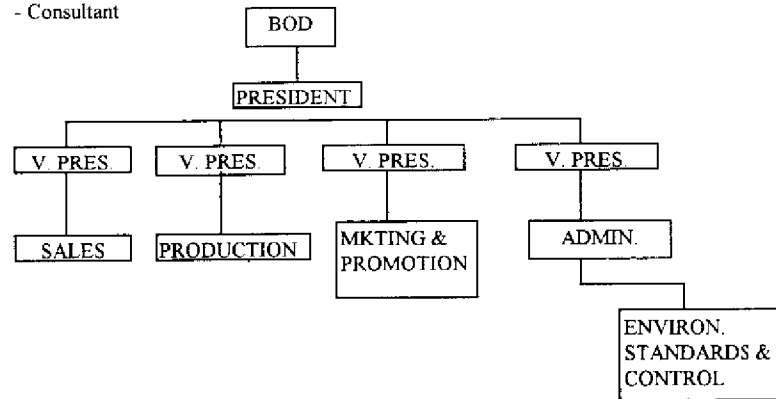 - Consultant
BOD
PRESIDENT
V. PRES.
V. PRES.
V. PRES.
V. PRES.
SALES
PRODUCTION
MKTING &
PROMOTION
ADMIN.
ENVIRON.
STANDARDS &
CONTROL